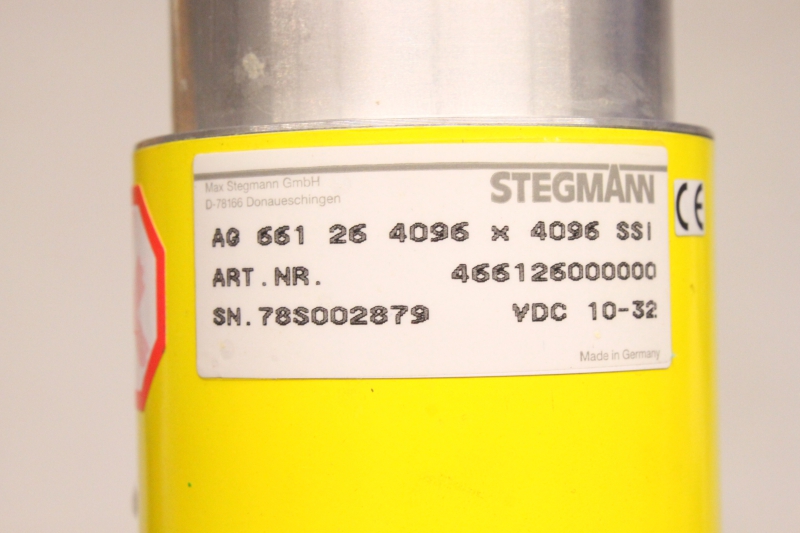 Max Stegmann GmbH
D-78166 Donaueschingen
STEGMANN
CE
AG 661 26 4096 x 4096 SSI
ART.NR. 466126000000
SN.78S002879 VDC 10-32
Made in Germany